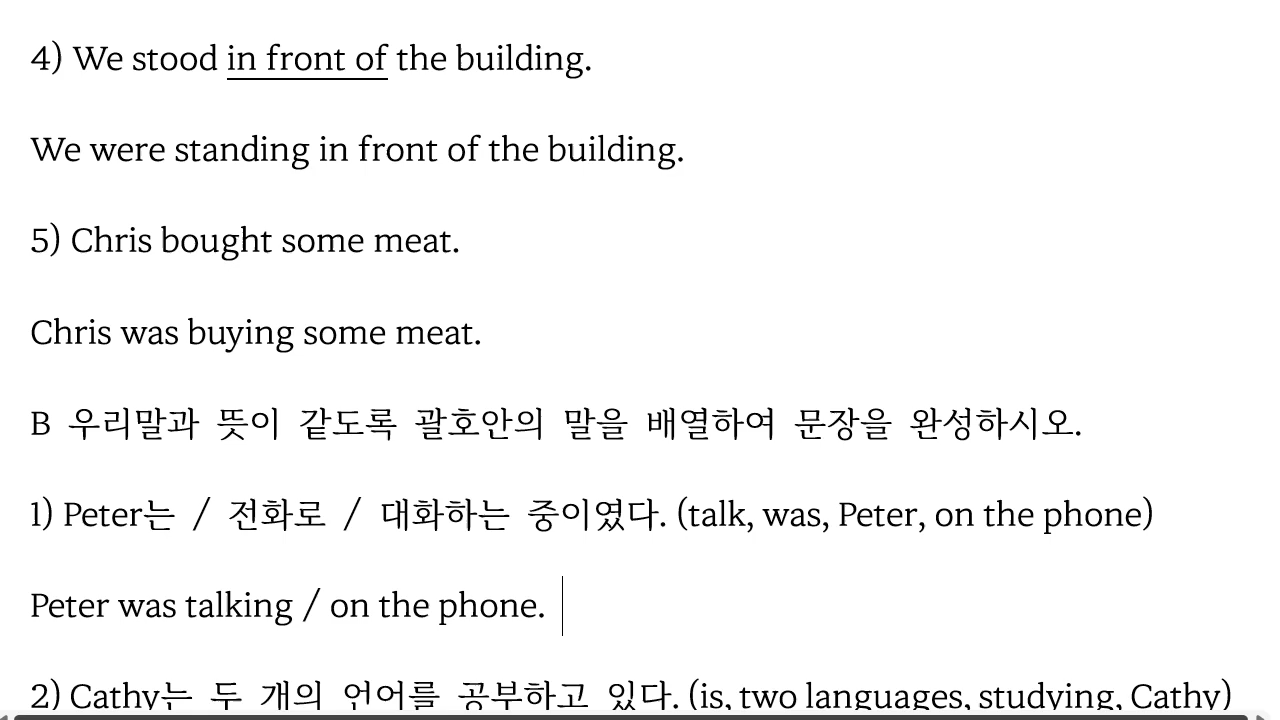 4) We stood in front of the building.
We were standing in front of the building.
5) Chris bought some meat.
Chris was buying some meat.
B 우리말과 뜻이 같도록 괄호안의 말을 배열하여 문장을 완성하시오.
1) Peter는 / 전화로 / 대화하는 중이였다. (talk, was, Peter, on the phone)
Peter was talking / on the phone.
2) Cathy는 두 개의 언어를 공부하고 있다. (is, two languages, studying, Cathy)